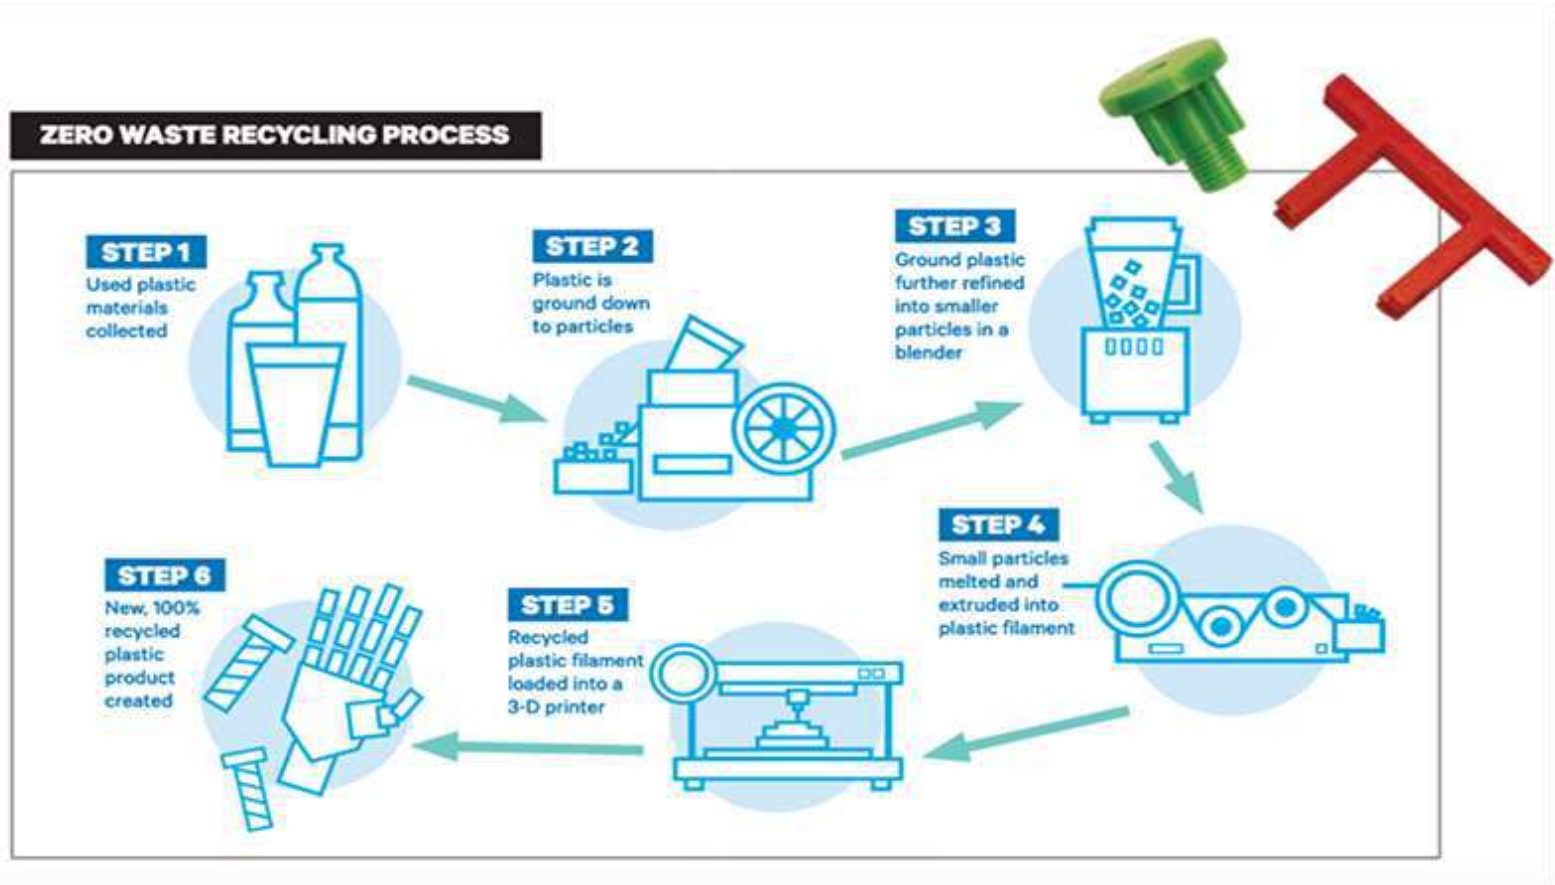 ZERO WASTE RECYCLING PROCESS
STEP 1
Used plastic
materials
collected
STEP 2
Plastic is
ground down
to particles
STEP 3
Ground plastic
further refined
into smaller
particles in a
blender
STEP 4
Small particles
melted and
extruded into
plastic filament
STEP 5
Recycled
plastic filament
loaded into a
3-D printer
STEP 6
New, 100%
recycled
plastic
product
created